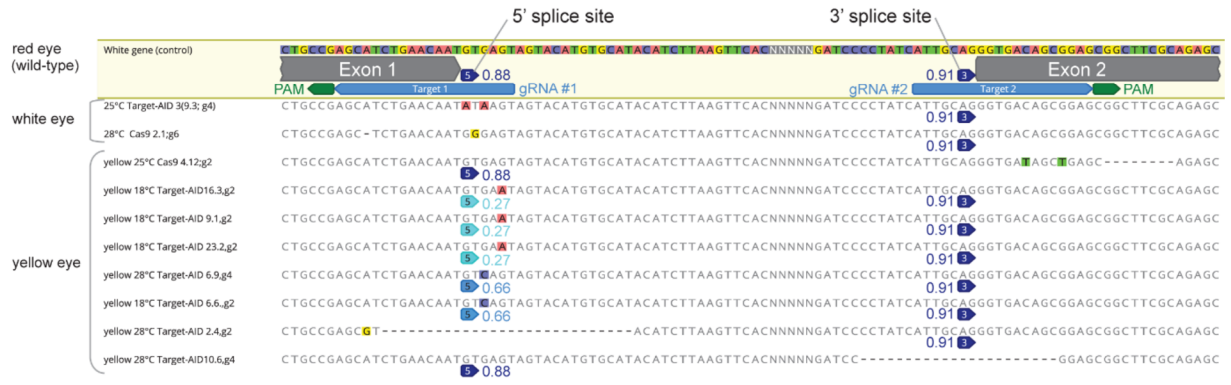 5' splice site
3' splice site
red eye
(wild-type)
White gene (control)
CTGCCGAGCATCTGAACAATGTGAGTAGTACATGTGCATACATCTTAAGTTCACNNNNNGATCCCCTATCATTGCAGGGTGACAGCGGAGCGGCTTCGCAGAGC
Exon 1
5 0.88
0.91 3
Exon 2
PAM
Target 1
gRNA #1
gRNA #2
Target 2
PAM
white eye
25°C Target-AID 3(9.3; g4)
CTGCCGAGCATCTGAACAATATAAGTAGTACATGTGCATACATCTTAAGTTCACNNNNNGATCCCCTATCATTGCAGGGTGACAGCGGAGCGGCTTCGCAGAGC
0.91 3
28°C Cas9 2.1;g6
CTGCCGAGC-TCTGAACAATGGGAGTAGTACATGTGCATACATCTTAAGTTCACNNNNNGATCCCCTATCATTGCAGGGTGACAGCGGAGCGGCTTCGCAGAGC
0.91 3
yellow eye
yellow 25°C Cas9 4.12;g2
CTGCCGAGCATCTGAACAATGTGAGTAGTACATGTGCATACATCTTAAGTTCACNNNNNGATCCCCTATCATTGCAGGGTGATAGCTGAGC--------AGAGC
5 0.88
0.91 3
yellow 18°C Target-AID16.3,g2
CTGCCGAGCATCTGAACAATGTGAATAGTACATGTGCATACATCTTAAGTTCACNNNNNGATCCCCTATCATTGCAGGGTGACAGCGGAGCGGCTTCGCAGAGC
5 0.27
0.91 3
yellow 18°C Target-AID 9.1,g2
CTGCCGAGCATCTGAACAATGTGAATAGTACATGTGCATACATCTTAAGTTCACNNNNNGATCCCCTATCATTGCAGGGTGACAGCGGAGCGGCTTCGCAGAGC
5 0.27
0.91 3
yellow 18°C Target-AID 23.2,g2
CTGCCGAGCATCTGAACAATGTGAATAGTACATGTGCATACATCTTAAGTTCACNNNNNGATCCCCTATCATTGCAGGGTGACAGCGGAGCGGCTTCGCAGAGC
5 0.27
0.91 3
yellow 28°C Target-AID 6.9,g4
CTGCCGAGCATCTGAACAATGTCAGTAGTACATGTGCATACATCTTAAGTTCACNNNNNGATCCCCTATCATTGCAGGGTGACAGCGGAGCGGCTTCGCAGAGC
5 0.66
0.91 3
yellow 18°C Target-AID 6.6.,g2
CTGCCGAGCATCTGAACAATGTCAGTAGTACATGTGCATACATCTTAAGTTCACNNNNNGATCCCCTATCATTGCAGGGTGACAGCGGAGCGGCTTCGCAGAGC
5 0.66
0.91 3
yellow 28°C Target-AID 2.4,g2
CTGCCGAGCGT----------------------------ACATCTTAAGTTCACNNNNNGATCCCCTATCATTGCAGGGTGACAGCGGAGCGGCTTCGCAGAGC
0.91 3
yellow 28°C Target-AID10.6,g4
CTGCCGAGCATCTGAACAATGTGAGTAGTACATGTGCATACATCTTAAGTTCACNNNNNGATCC----------------------GGAGCGGCTTCGCAGAGC
5 0.88